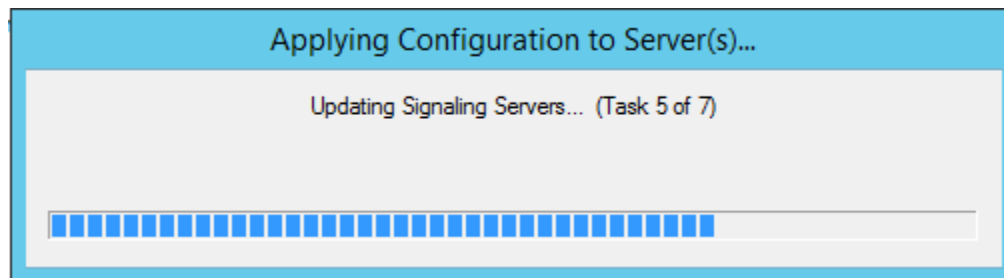 Applying Configuration to Server(s)...
Updating Signaling Servers... (Task 5 of 7)